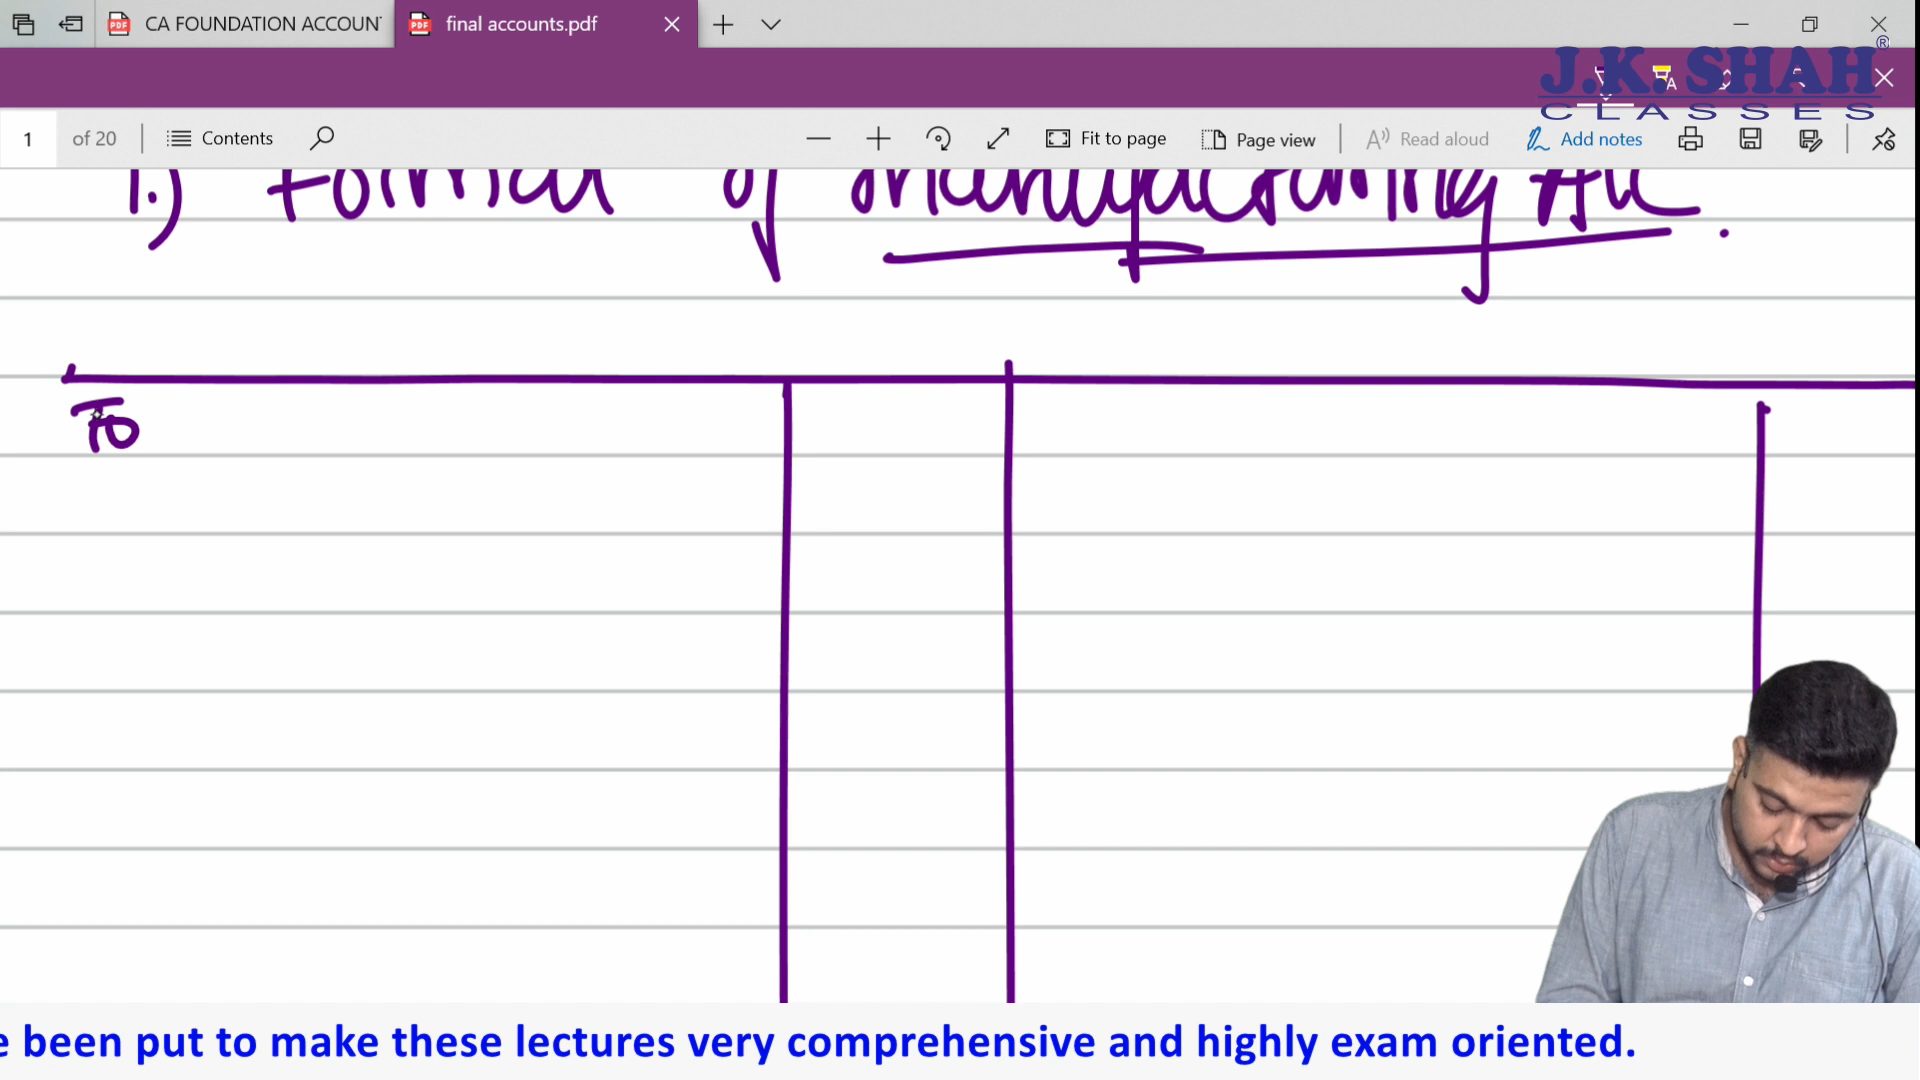 CA FOUNDATION ACCOUN
final accounts.pdf
J.K. SHAH ®
CLASSES
1 of 20 Contents Fit to page Page view Read aloud Add notes
1.) Format of Manufacturing A/c.
To
e been put to make these lectures very comprehensive and highly exam oriented.